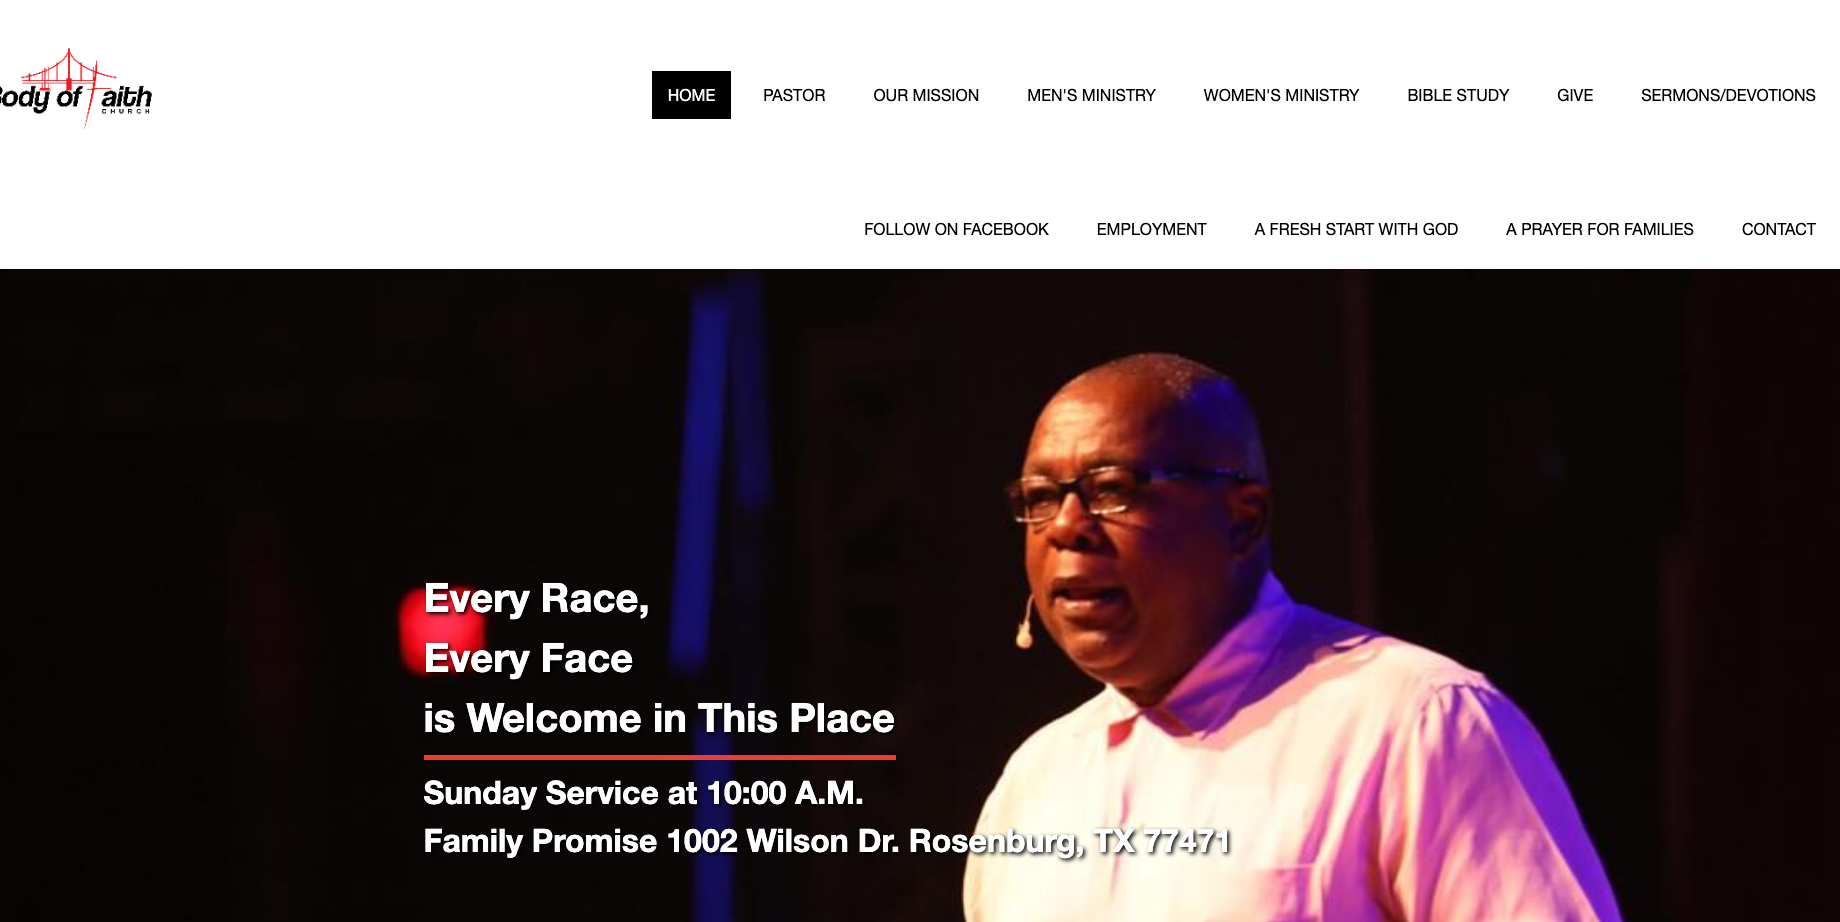 Body of Faith
CHURCH
HOME PASTOR OUR MISSION MEN'S MINISTRY WOMEN'S MINISTRY BIBLE STUDY GIVE SERMONS/DEVOTIONS
FOLLOW ON FACEBOOK EMPLOYMENT A FRESH START WITH GOD A PRAYER FOR FAMILIES CONTACT
Every Race,
Every Face
is Welcome in This Place
Sunday Service at 10:00 A.M.
Family Promise 1002 Wilson Dr. Rosenburg, TX 77471